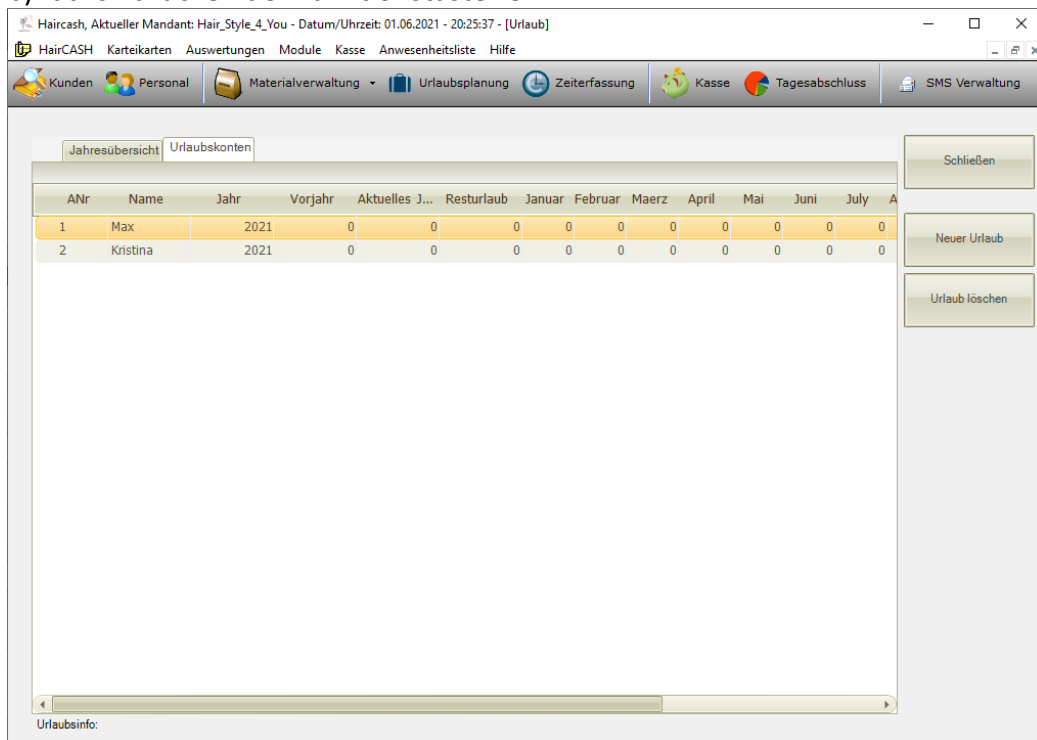 Haircash, Aktueller Mandant: Hair_Style_4_You - Datum/Uhrzeit: 01.06.2021 - 20:25:37 - [Urlaub]
HairCASH Karteikarten Auswertungen Module Kasse Anwesenheitsliste Hilfe
Kunden Personal Materialverwaltung Urlaubsplanung Zeiterfassung Kasse Tagesabschluss SMS Verwaltung
Jahresübersicht Urlaubskonten
Schließen
ANr Name Jahr Vorjahr Aktuelles J... Resturlaub Januar Februar Maerz April Mai Juni July A
1 Max 2021 0 0 0 0 0 0 0 0 0 0
2 Kristina 2021 0 0 0 0 0 0 0 0 0 0
Neuer Urlaub
Urlaub löschen
Urlaubsinfo: